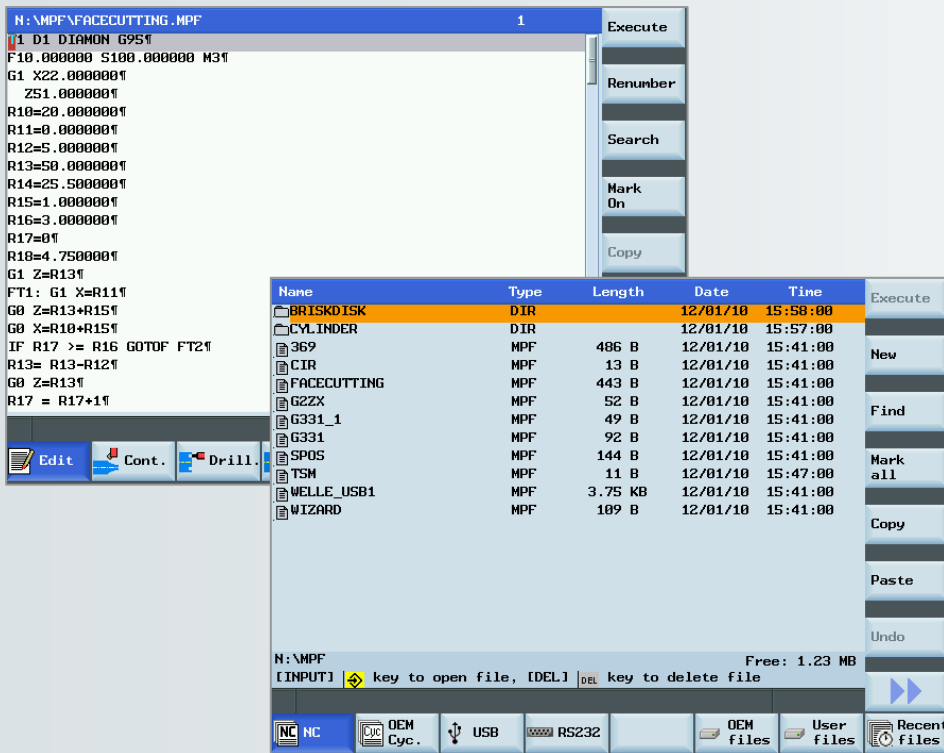 N:\MPF\FACECUTTING.MPF 1
T1 D1 DIAMON G95¶
F10.000000 S100.000000 M3¶
G1 X22.000000¶
Z51.000000¶
R10=20.000000¶
R11=0.000000¶
R12=5.000000¶
R13=50.000000¶
R14=25.500000¶
R15=1.000000¶
R16=3.000000¶
R17=0¶
R18=4.750000¶
G1 Z=R13¶
FT1: G1 X=R11¶
G0 Z=R13+R15¶
G0 X=R10+R15¶
IF R17 >= R16 GOTOF FT2¶
R13= R13-R12¶
G0 Z=R13¶
R17 = R17+1¶
Execute
Renumber
Search
Mark
On
Copy
Edit Cont. Drill.
Name Type Length Date Time
BRISKDISK DIR 12/01/10 15:58:00
CYLINDER DIR 12/01/10 15:57:00
369 MPF 486 B 12/01/10 15:41:00
CIR MPF 13 B 12/01/10 15:41:00
FACECUTTING MPF 443 B 12/01/10 15:41:00
G2ZX MPF 52 B 12/01/10 15:41:00
G331_1 MPF 49 B 12/01/10 15:41:00
G331 MPF 92 B 12/01/10 15:41:00
SPOS MPF 144 B 12/01/10 15:41:00
TSM MPF 11 B 12/01/10 15:47:00
WELLE_USB1 MPF 3.75 KB 12/01/10 15:41:00
WIZARD MPF 109 B 12/01/10 15:41:00
N:\MPF Free: 1.23 MB
[INPUT] key to open file, [DEL] DEL key to delete file
Execute
New
Find
Mark
all
Copy
Paste
Undo
NC NC
Cyc OEM
Cyc.
USB
RS232
OEM
files
User
files
Recent
files